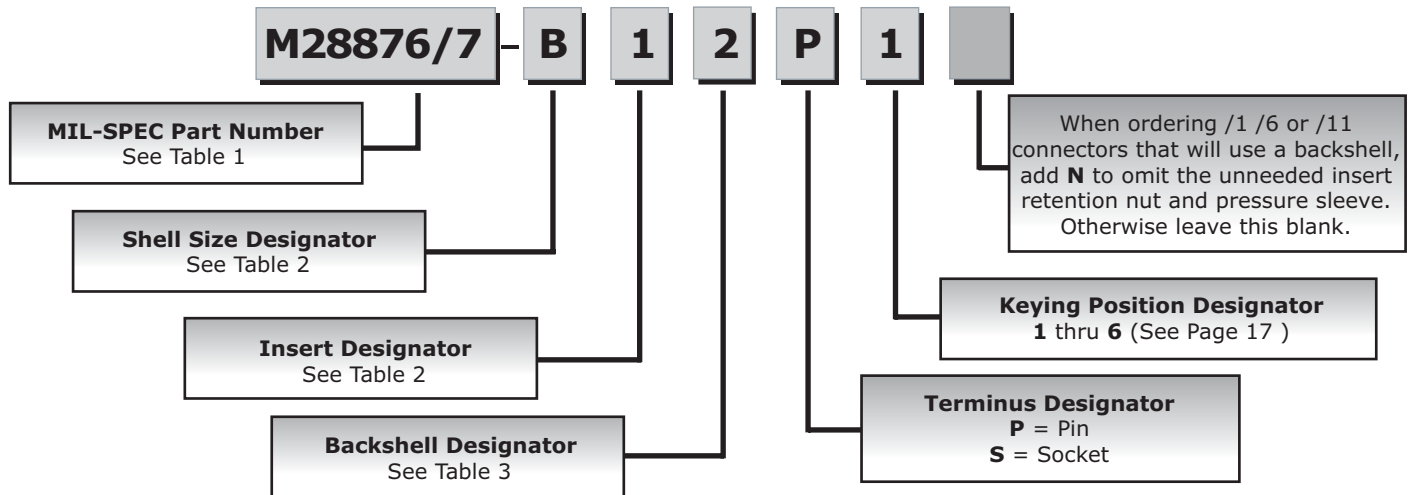 M28876/7 - B 1 2 P 1
MIL-SPEC Part Number
See Table 1
Shell Size Designator
See Table 2
Insert Designator
See Table 2
Backshell Designator
See Table 3
When ordering /1 /6 or /11
connectors that will use a backshell,
add N to omit the unneeded insert
retention nut and pressure sleeve.
Otherwise leave this blank.
Keying Position Designator
1 thru 6 (See Page 17 )
Terminus Designator
P = Pin
S = Socket